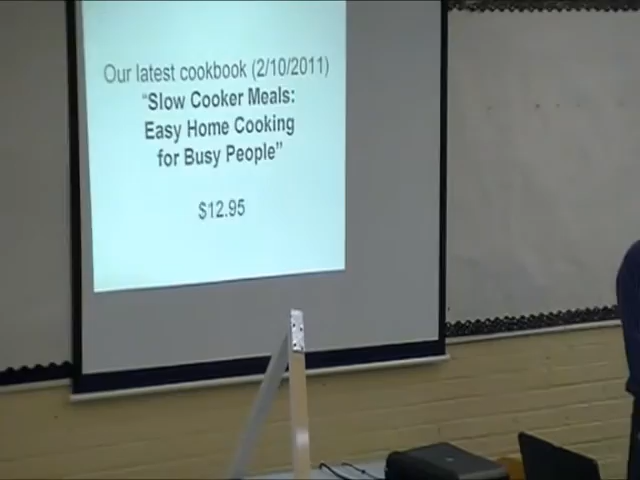 Our latest cookbook (2/10/2011)
"Slow Cooker Meals:
Easy Home Cooking
for Busy People"
$12.95